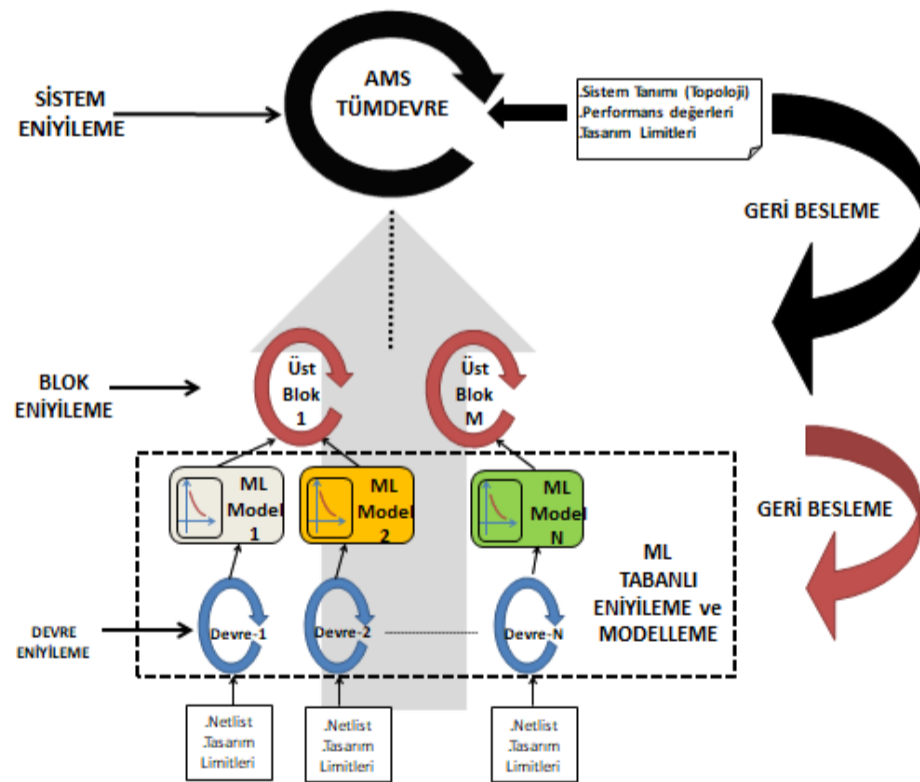 AMS
TÜMDEVRE
SİSTEM
ENİYİLEME
.Sistem Tanımı (Topoloji)
.Performans değerleri
.Tasarım Limitleri
GERİ BESLEME
BLOK
ENİYİLEME
Üst
Blok
1
Üst
Blok
M
ML
Model
1
ML
Model
2
ML
Model
N
GERİ BESLEME
ML
TABANLI
ENİYİLEME ve
MODELLEME
DEVRE
ENİYİLEME
Devre-1
Devre-2
Devre-N
.Netlist
.Tasarım
Limitleri
.Netlist
.Tasarım
Limitleri
.Netlist
.Tasarım
Limitleri